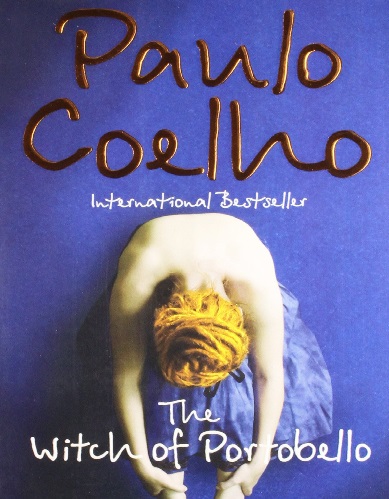 Paulo
Coelho
International Bestseller
The
Witch of Portobello